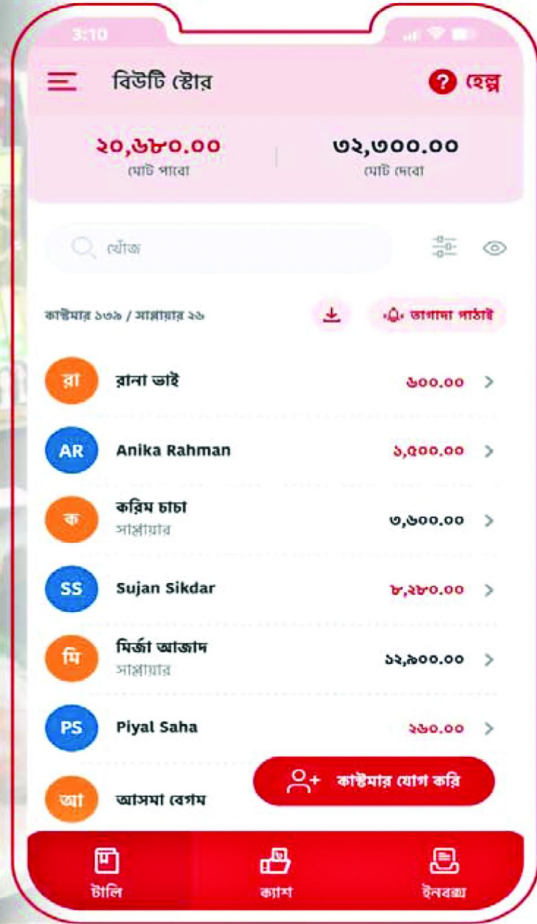 3:10
বিউটি স্টোর
? হেল্প
২০,৬৮০.০০
মোট পাবো
৩২,৩০০.০০
মোট দেবো
খোঁজ
কাষ্টমার ১৩৯ / সাপ্লায়ার ২৬
তাগাদা পাঠাই
রা রানা ভাই ৬০০.০০
AR Anika Rahman ১,৫০০.০০
ক করিম চাচা ৩,৬০০.০০
সাপ্লায়ার
SS Sujan Sikdar ৮,২৮০.০০
মি মির্জা আজাদ ১২,৯০০.০০
সাপ্লায়ার
PS Piyal Saha ২৬০.০০
কাষ্টমার যোগ করি
আ আসমা বেগম
টালি ক্যাশ ইনবক্স